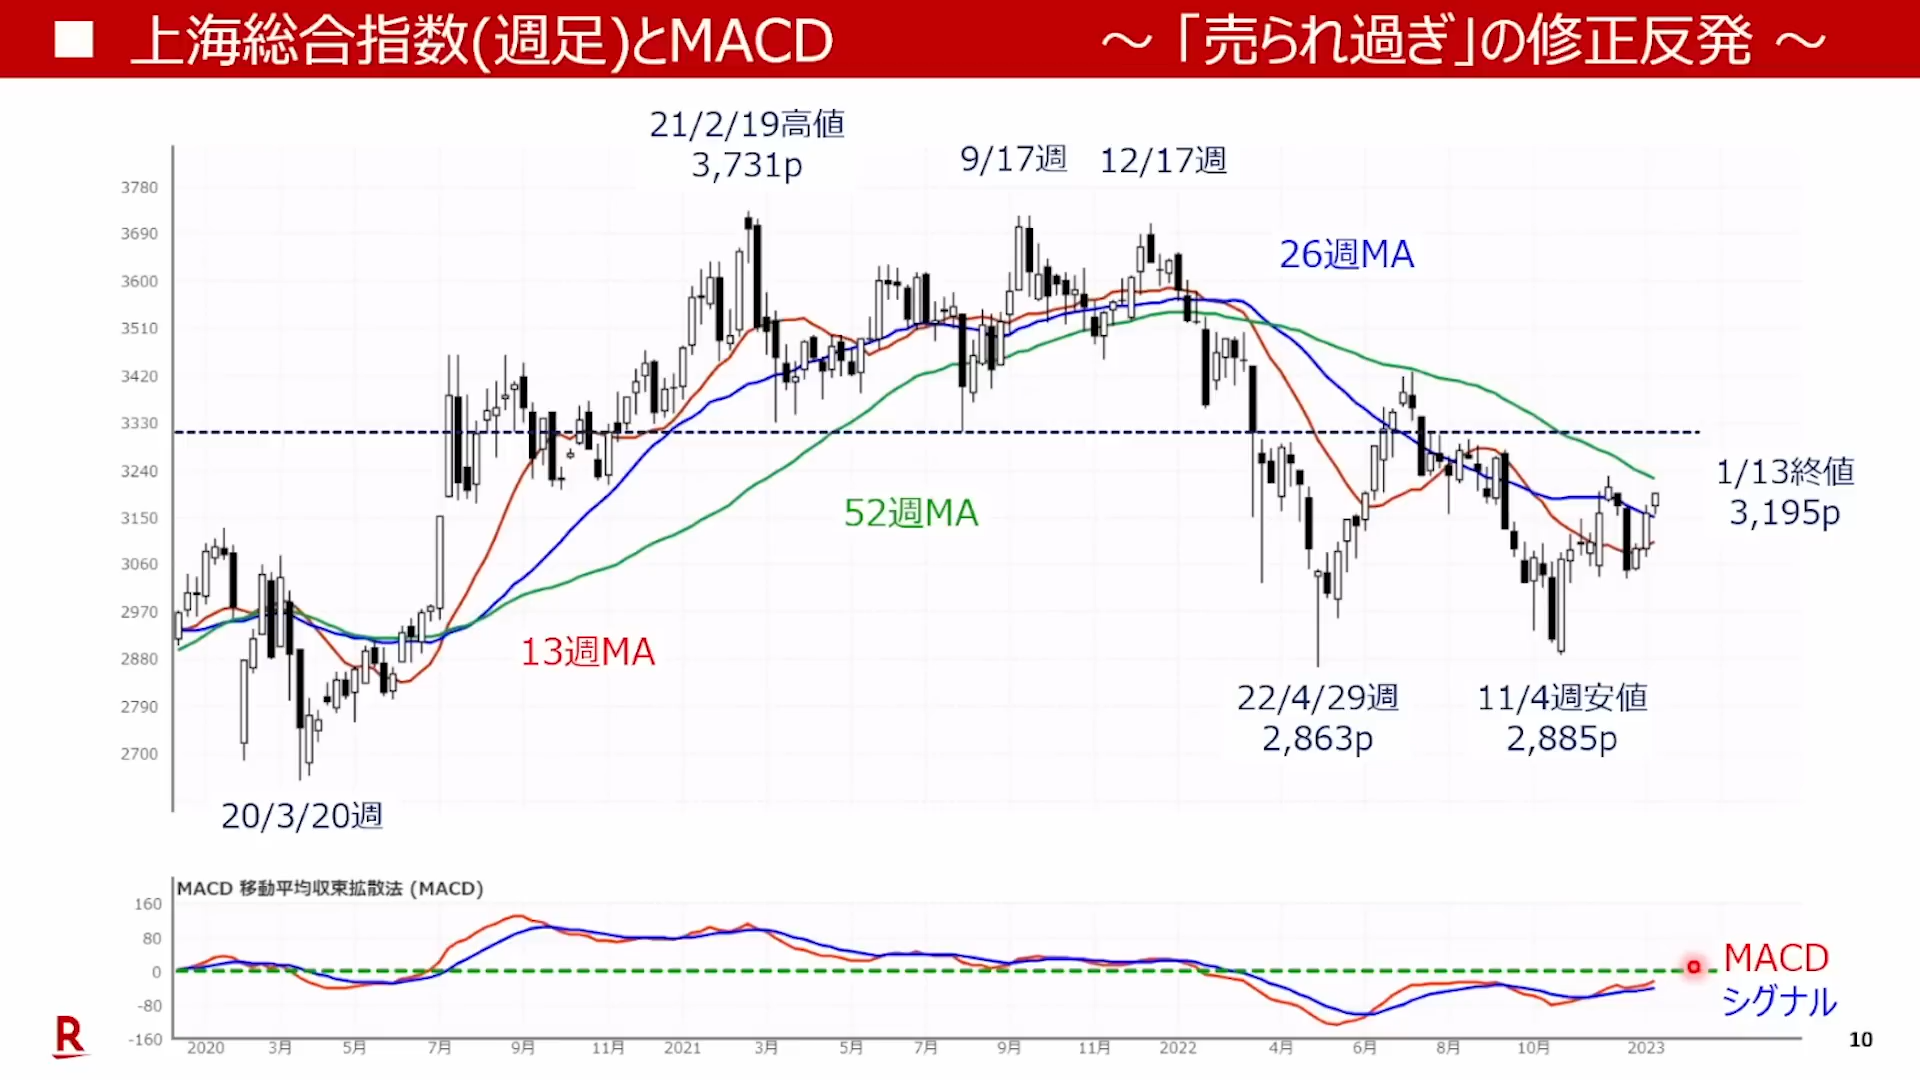 ■ 上海総合指数(週足)とMACD ～「売られ過ぎ」の修正反発 ～
21/2/19高値
3,731p
9/17週
12/17週
26週MA
3780
3690
3600
3510
3420
3330
3240
3150
3060
2970
2880
2790
2700
52週MA
13週MA
1/13終値
3,195p
22/4/29週
2,863p
11/4週安値
2,885p
20/3/20週
MACD 移動平均収束拡散法 (MACD)
160
80
0
-80
-160
MACD
シグナル
2020 3月 5月 7月 9月 11月 2021 3月 5月 7月 9月 11月 2022 4月 6月 8月 10月 2023
R
10